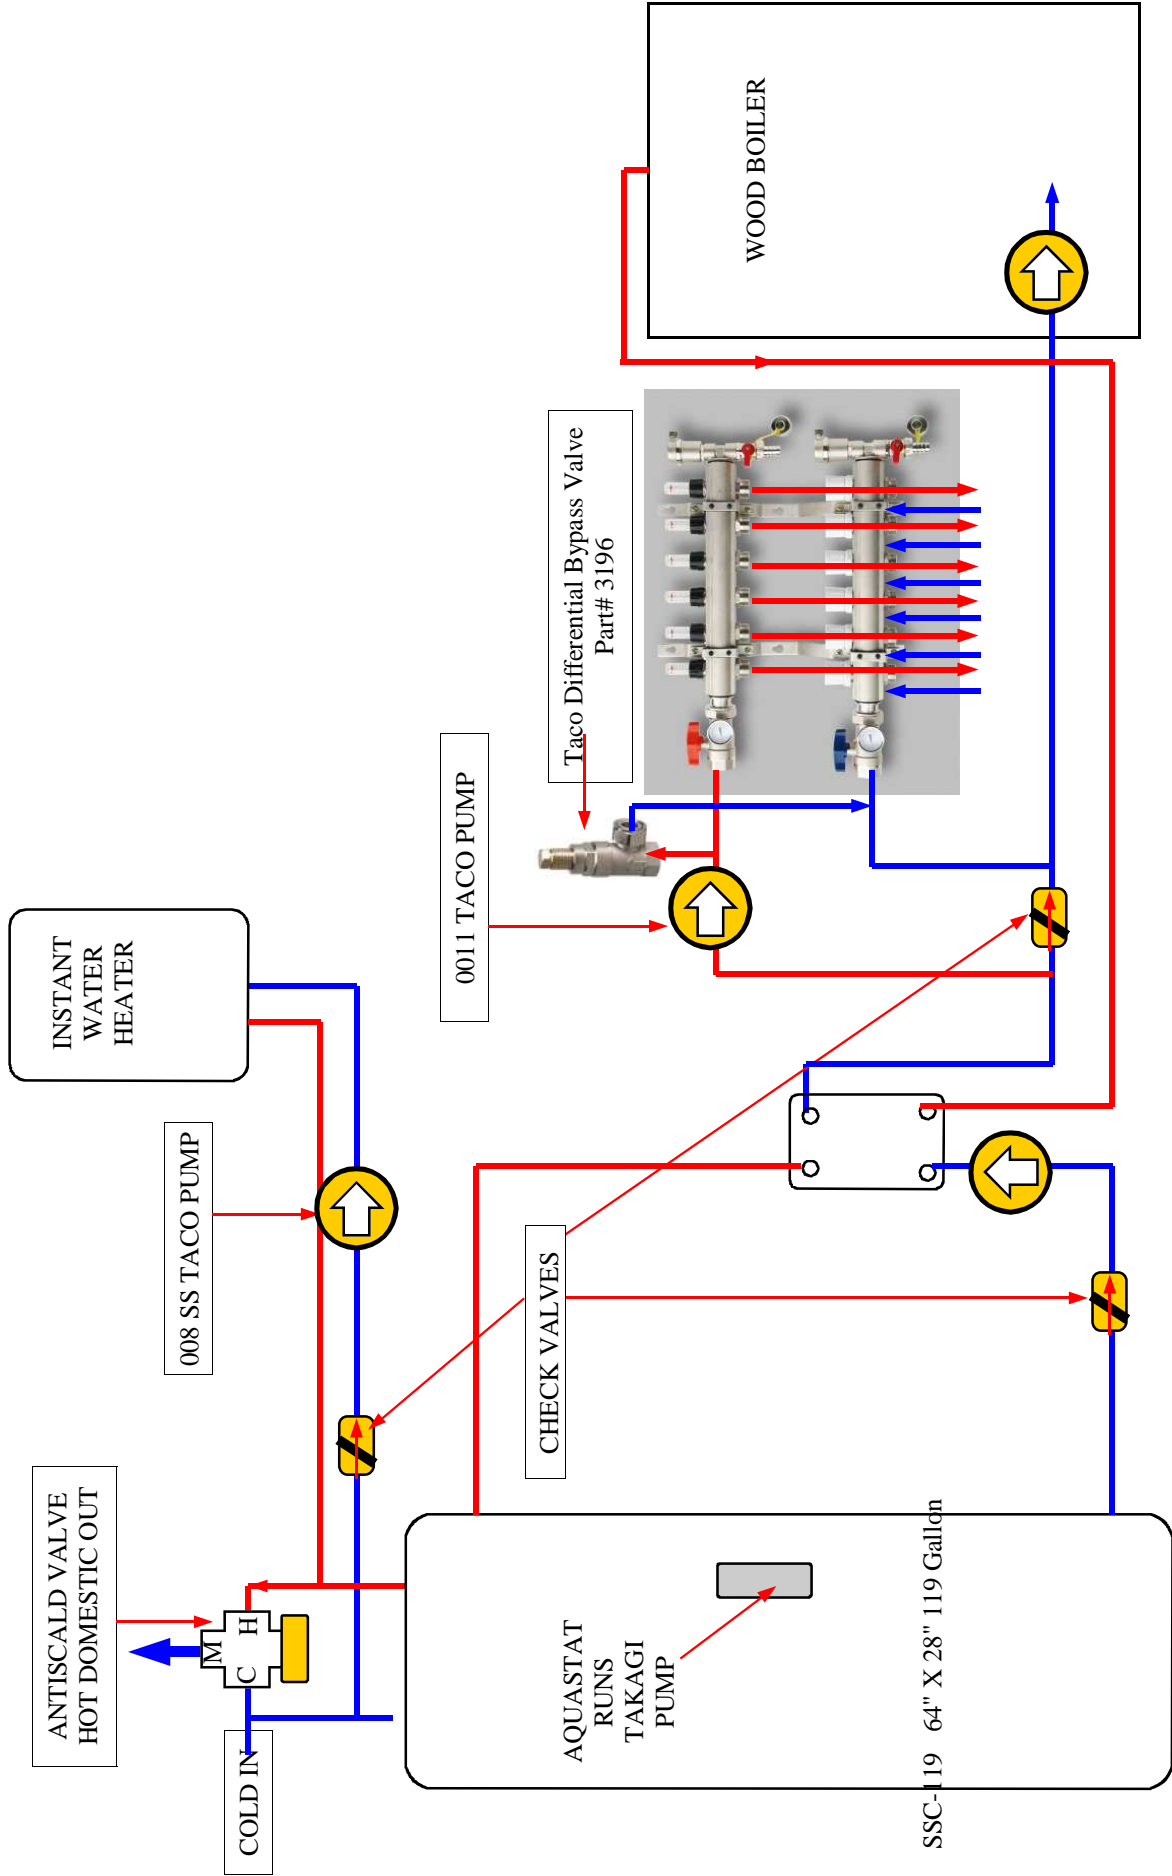 ANTISCALD VALVE
HOT DOMESTIC OUT
COLD IN
M
C
H
008 SS TACO PUMP
INSTANT
WATER
HEATER
0011 TACO PUMP
Taco Differential Bypass Valve
Part# 3196
WOOD BOILER
CHECK VALVES
AQUASTAT
RUNS
TAKAGI
PUMP
SSC-119 64" X 28" 119 Gallon